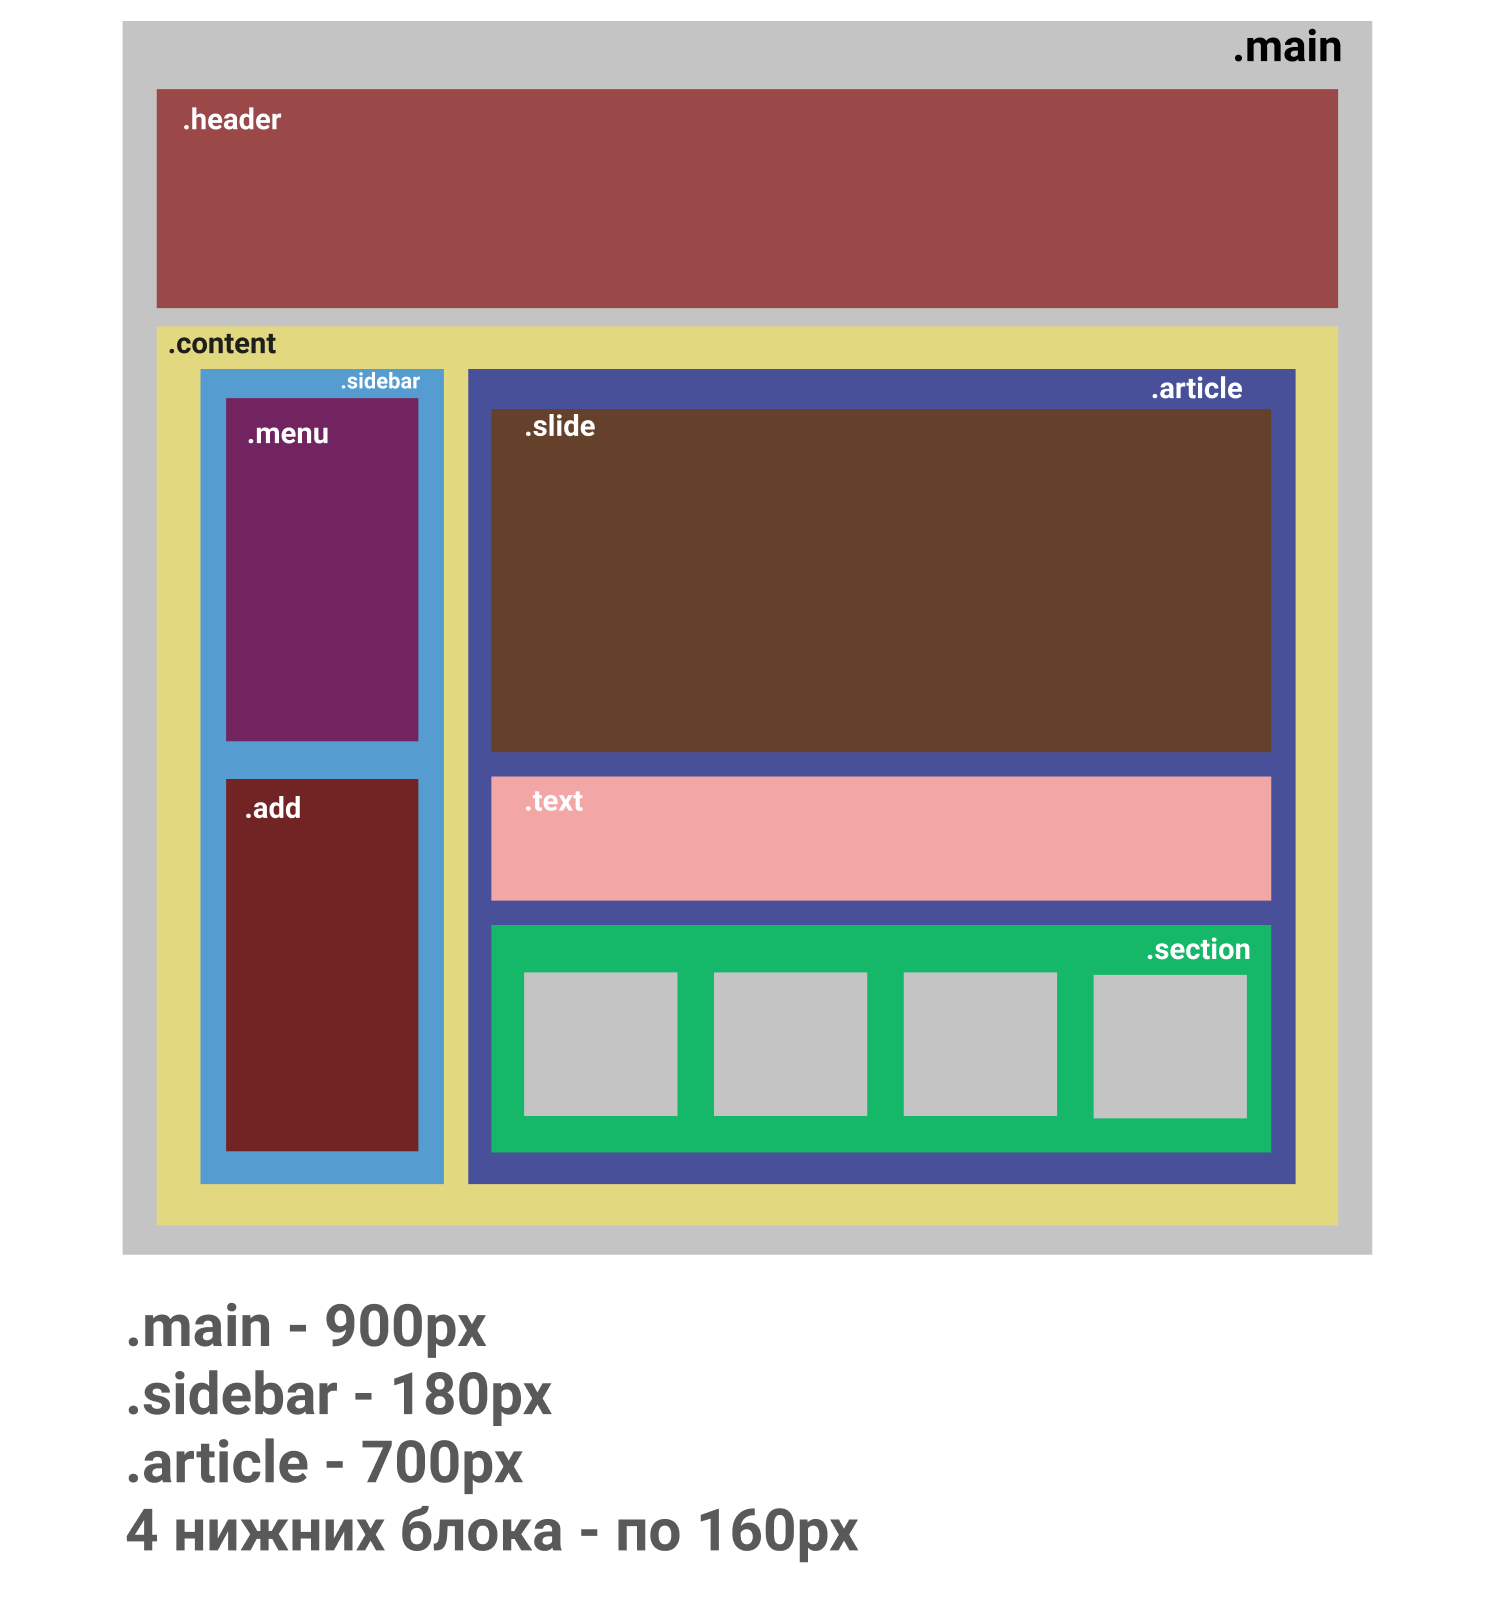 .main
.header
.content
.sidebar
.article
.menu
.slide
.add
.text
.section
.main - 900px
.sidebar - 180px
.article - 700px
4 нижних блока - по 160px